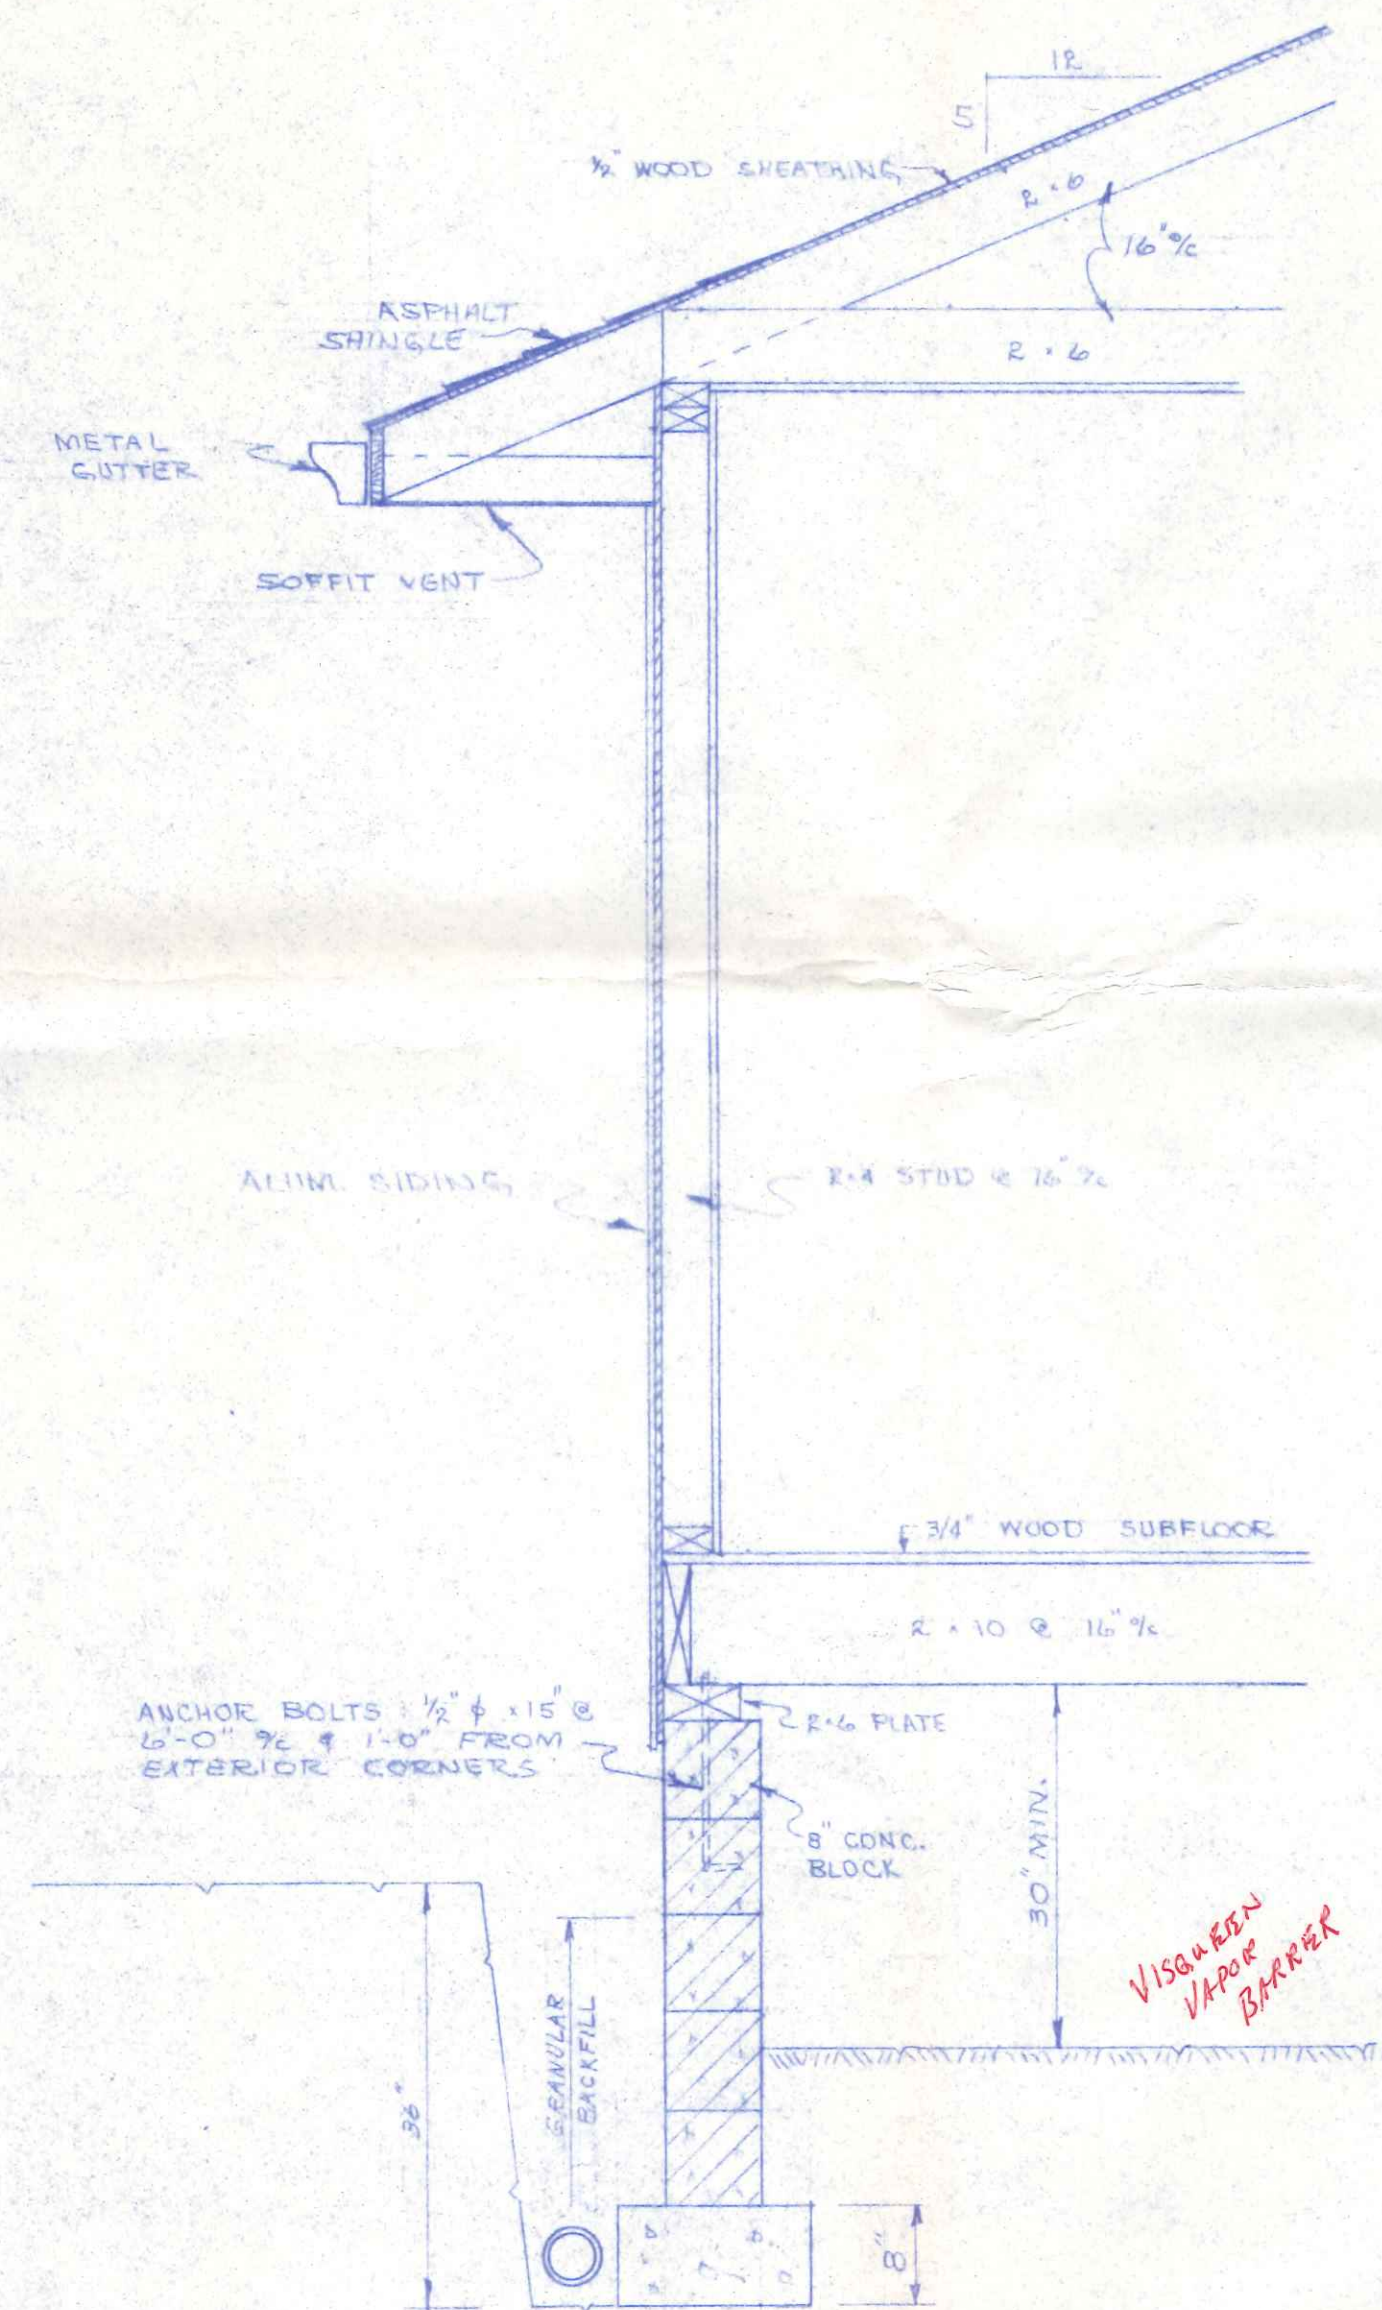 12
5
½" WOOD SHEATHING
2 × 6
16" o/c
ASPHALT
SHINGLE
2 × 6
METAL
GUTTER
SOFFIT VENT
ALUM. SIDING
2×4 STUD @ 16" o/c
3/4" WOOD SUBFLOOR
2 × 10 @ 16" o/c
ANCHOR BOLTS ½" ϕ × 15" @
6'-0" o/c & 1'-0" FROM
EXTERIOR CORNERS
2×6 PLATE
8" CONC.
BLOCK
30" MIN.
VISQUEEN
VAPOR
BARRIER
GRANULAR
BACKFILL
36"
8"